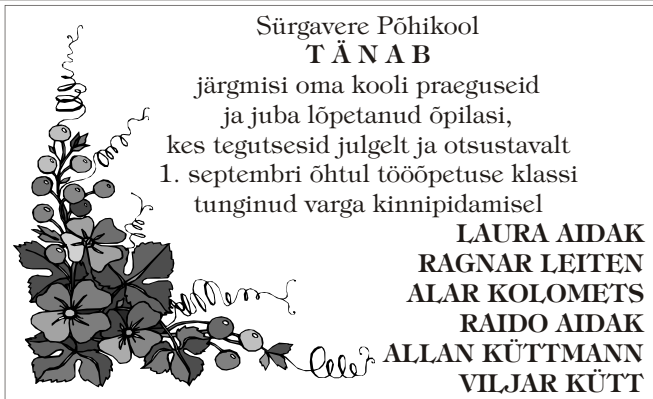 Sürgavere Põhikool
T Ä N A B
järgmisi oma kooli praeguseid
ja juba lõpetanud õpilasi,
kes tegutsesid julgelt ja otsustavalt
1. septembri õhtul tööõpetuse klassi
tunginud varga kinnipidamisel
LAURA AIDAK
RAGNAR LEITEN
ALAR KOLOMETS
RAIDO AIDAK
ALLAN KÜTTMANN
VILJAR KÜTT